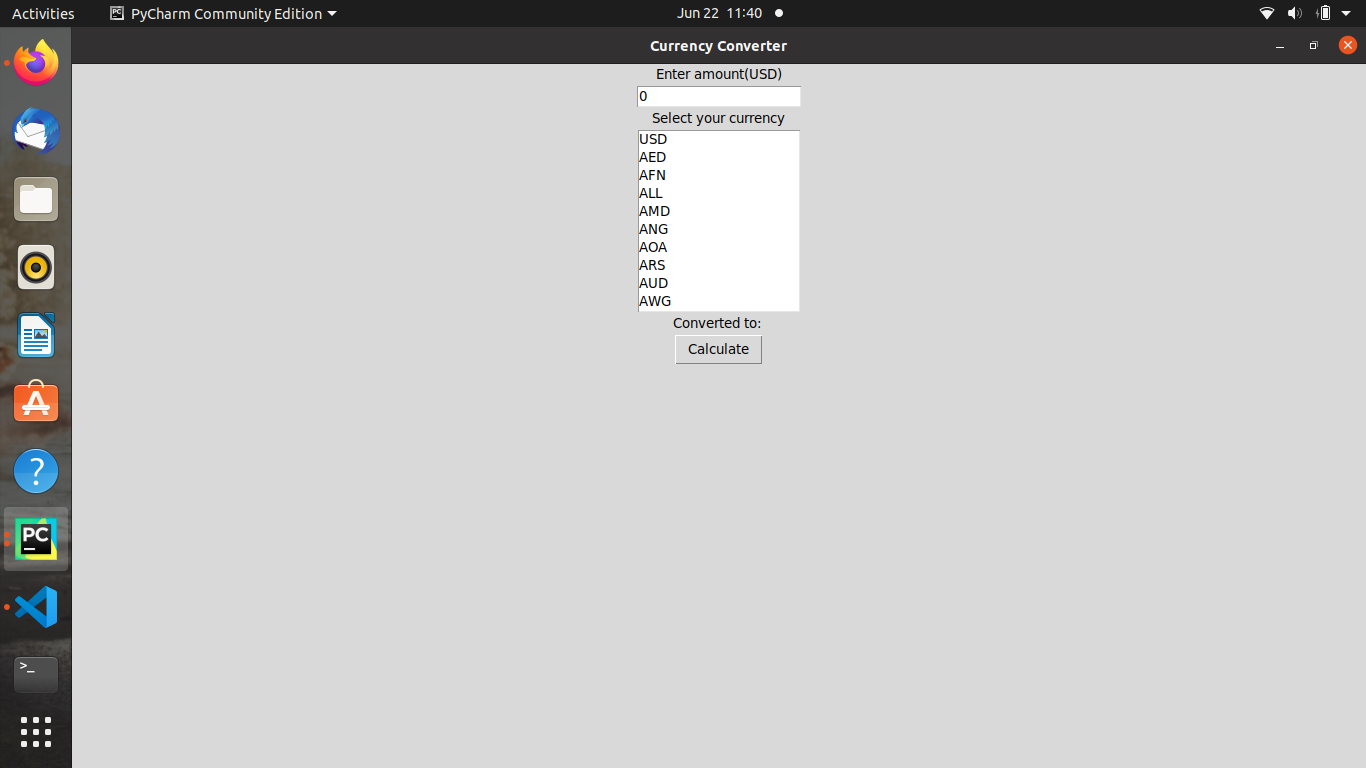 Activities
PyCharm Community Edition
Jun 22 11:40
Currency Converter
Enter amount(USD)
0
Select your currency
USD
AED
AFN
ALL
AMD
ANG
AOA
ARS
AUD
AWG
Converted to:
Calculate
?
PC
>_